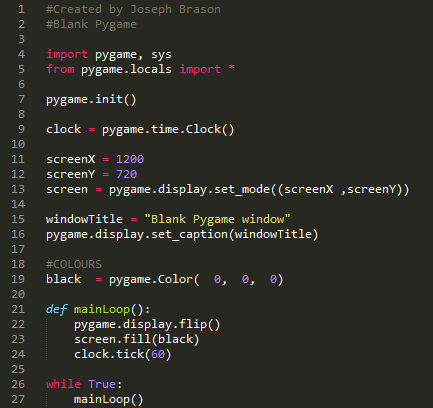 1 #Created by Joseph Brason
2 #Blank Pygame
3
4 import pygame, sys
5 from pygame.locals import *
6
7 pygame.init()
8
9 clock = pygame.time.Clock()
10
11 screenX = 1200
12 screenY = 720
13 screen = pygame.display.set_mode((screenX ,screenY))
14
15 windowTitle = "Blank Pygame window"
16 pygame.display.set_caption(windowTitle)
17
18 #COLOURS
19 black  = pygame.Color(  0,  0,  0)
20
21 def mainLoop():
22     pygame.display.flip()
23     screen.fill(black)
24     clock.tick(60)
25
26 while True:
27     mainLoop()